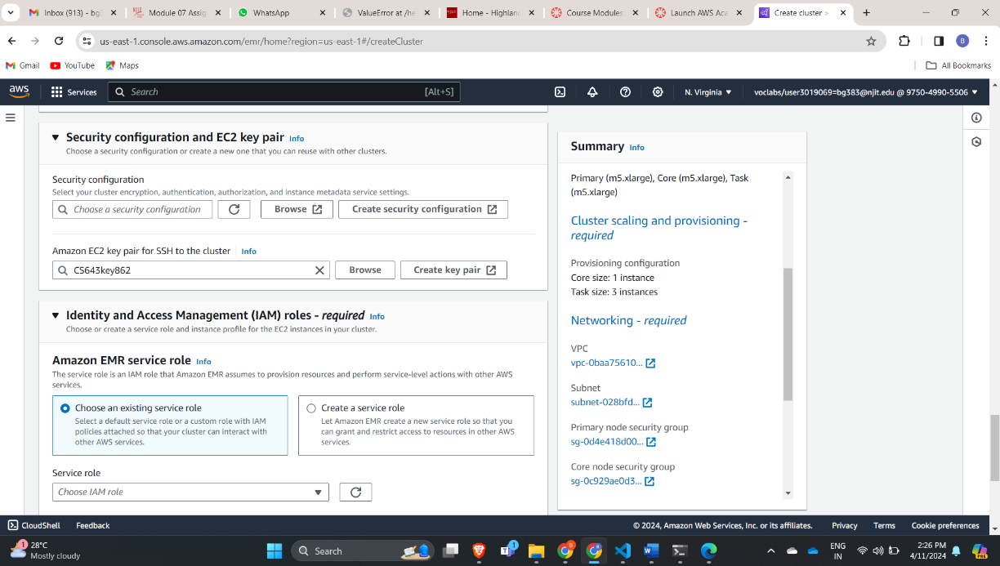 Inbox (913) - bg
Module 07 Assig
WhatsApp
ValueError at /he
Home - Highlan
Course Modules
Launch AWS Aca
Create cluster >
us-east-1.console.aws.amazon.com/emr/home?region=us-east-1#/createCluster
B
Gmail
YouTube
Maps
All Bookmarks
aws
Services
Search
[Alt+S]
N. Virginia
voclabs/user3019069=bg383@njit.edu @ 9750-4990-5506
Security configuration and EC2 key pair Info
Choose a security configuration or create a new one that you can reuse with other clusters.
Security configuration
Select your cluster encryption, authentication, authorization, and instance metadata service settings.
Choose a security configuration
Browse
Create security configuration
Amazon EC2 key pair for SSH to the cluster Info
CS643key862
Browse
Create key pair
Identity and Access Management (IAM) roles - required Info
Choose or create a service role and instance profile for the EC2 instances in your cluster.
Amazon EMR service role Info
The service role is an IAM role that Amazon EMR assumes to provision resources and perform service-level actions with other AWS
services.
Choose an existing service role
Select a default service role or a custom role with IAM
policies attached so that your cluster can interact with
other AWS services.
Create a service role
Let Amazon EMR create a new service role so that you
can grant and restrict access to resources in other AWS
services.
Service role
Choose IAM role
Summary Info
Primary (m5.xlarge), Core (m5.xlarge), Task
(m5.xlarge)
Cluster scaling and provisioning -
required
Provisioning configuration
Core size: 1 instance
Task size: 3 instances
Networking - required
VPC
vpc-0baa75610...
Subnet
subnet-028bfd...
Primary node security group
sg-0d4e418d00...
Core node security group
sg-0c929ae0d3...
CloudShell
Feedback
© 2024, Amazon Web Services, Inc. or its affiliates.
Privacy
Terms
Cookie preferences
1
28°C
Mostly cloudy
Search
1
ENG
IN
2:26 PM
4/11/2024
PRE